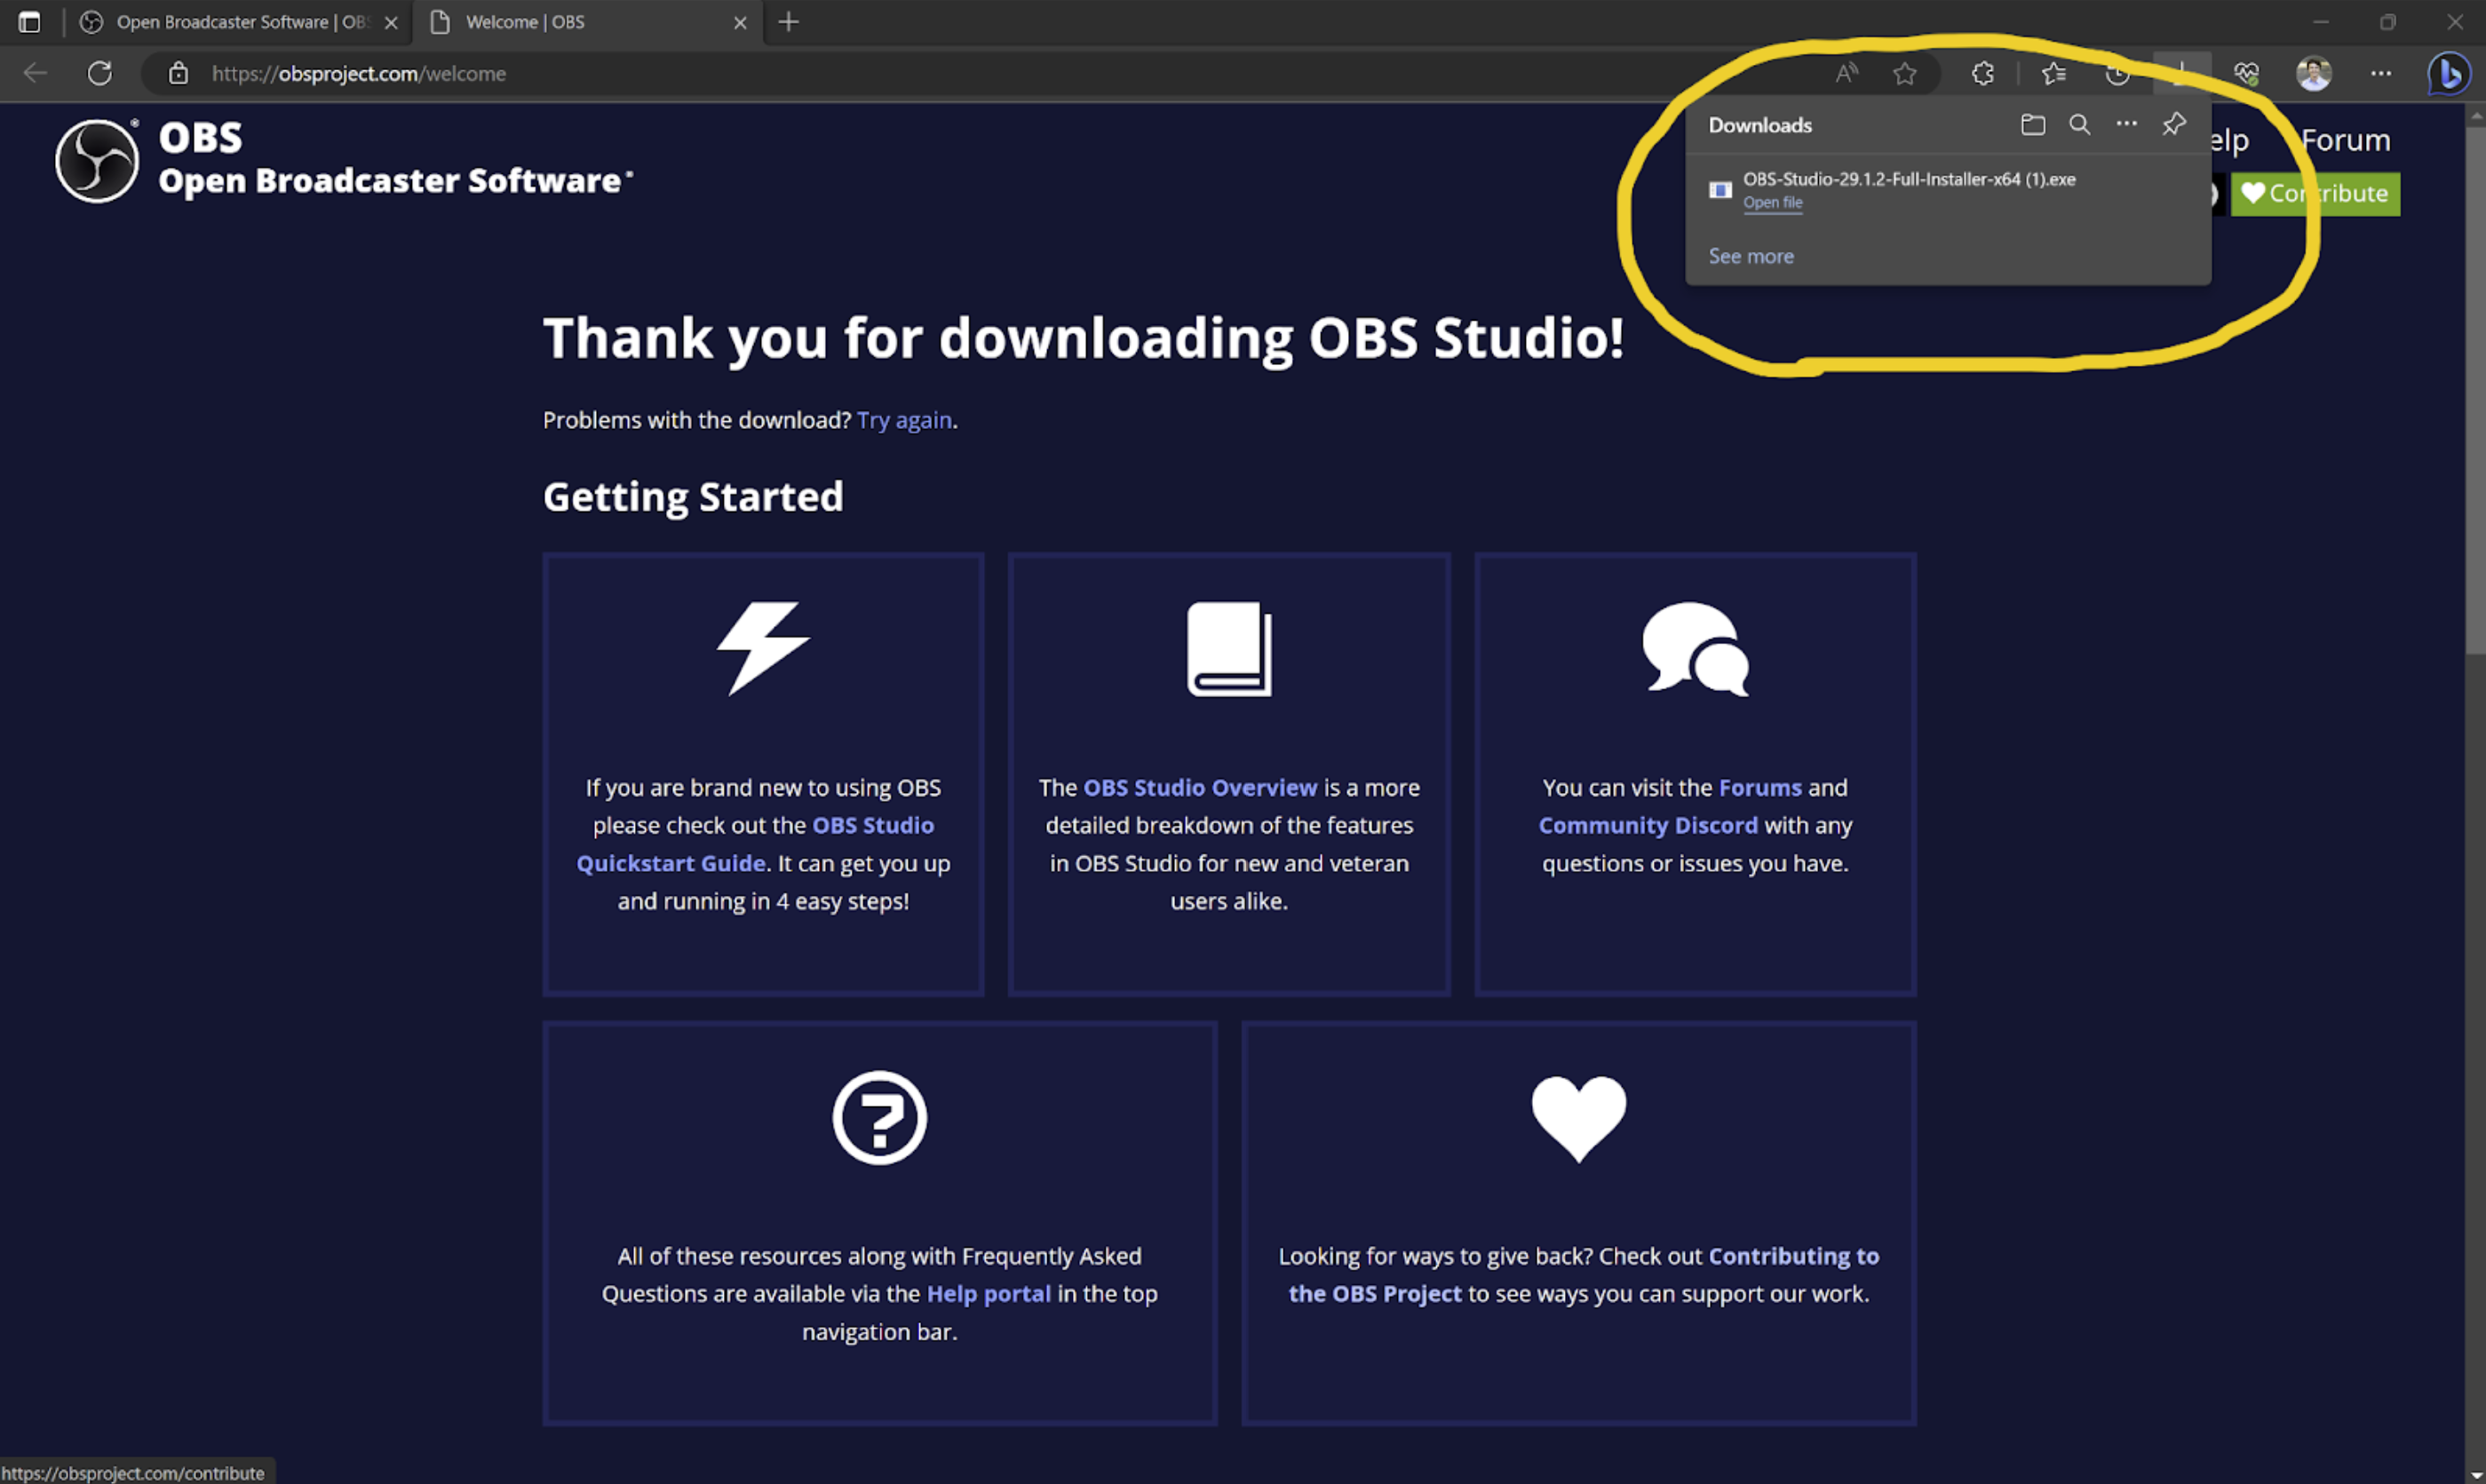 Open Broadcaster Software | OBS
Welcome | OBS
https://obsproject.com/welcome
OBS
Open Broadcaster Software
Forum
Contribute
Downloads
OBS-Studio-29.1.2-Full-Installer-x64 (1).exe
Open file
See more
Thank you for downloading OBS Studio!
Problems with the download? Try again.
Getting Started
If you are brand new to using OBS
please check out the OBS Studio
Quickstart Guide. It can get you up
and running in 4 easy steps!
The OBS Studio Overview is a more
detailed breakdown of the features
in OBS Studio for new and veteran
users alike.
You can visit the Forums and
Community Discord with any
questions or issues you have.
All of these resources along with Frequently Asked
Questions are available via the Help portal in the top
navigation bar.
Looking for ways to give back? Check out Contributing to
the OBS Project to see ways you can support our work.
https://obsproject.com/contribute